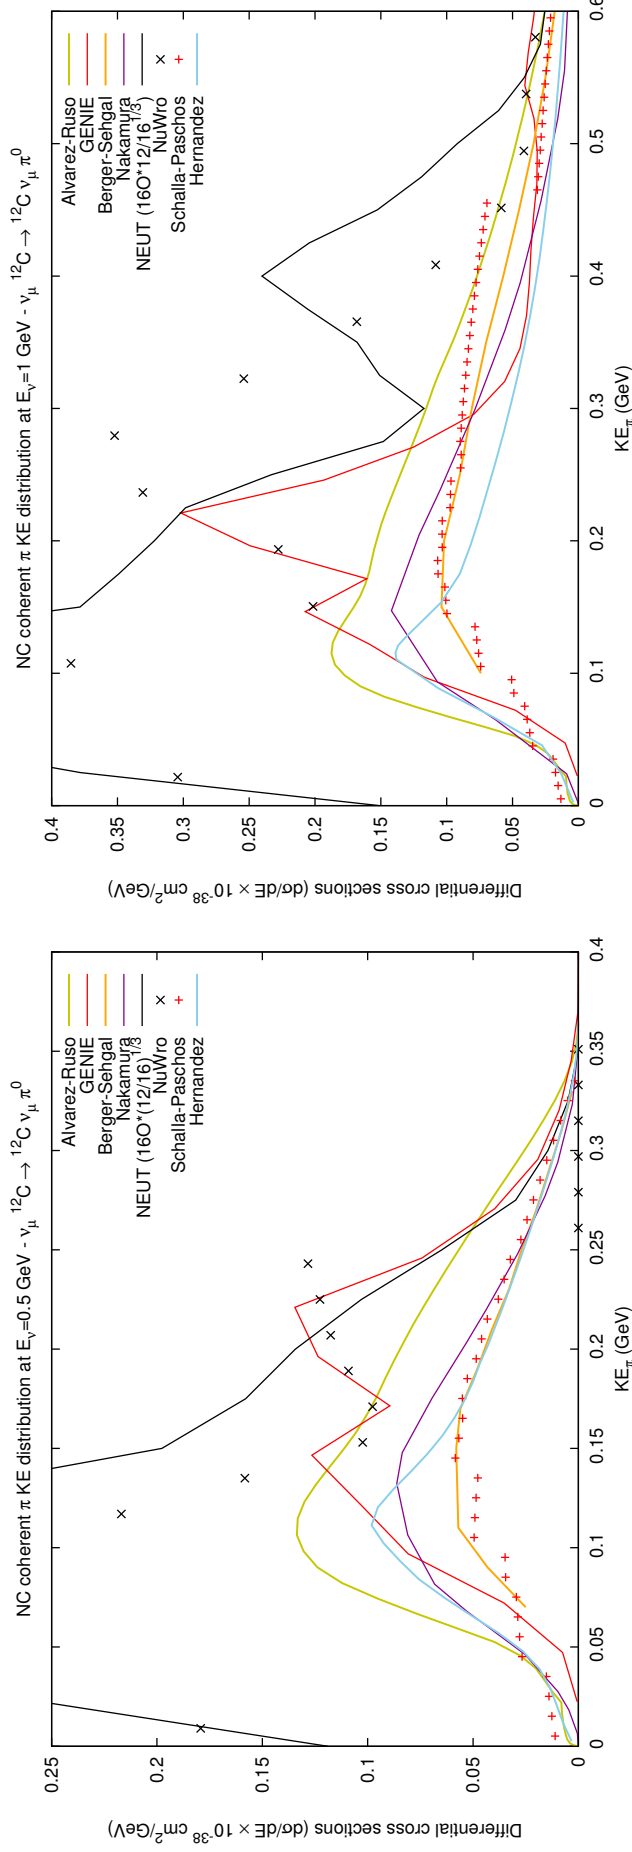 NC coherent π KE distribution at Eν=0.5 GeV - νμ ¹²C → ¹²C νμ π⁰
Differential cross sections (dσ/dE × 10⁻³⁸ cm²/GeV)
0.25
0.2
0.15
0.1
0.05
0
0
0.05
0.1
0.15
0.2
0.25
0.3
0.35
0.4
KEπ (GeV)
Alvarez-Ruso
GENIE
Berger-Sehgal
Nakamura
NEUT (16O*(12/16)^1/3
NuWro
Schalla-Paschos
Hernandez
NC coherent π KE distribution at Eν=1 GeV - νμ ¹²C → ¹²C νμ π⁰
Differential cross sections (dσ/dE × 10⁻³⁸ cm²/GeV)
0.4
0.35
0.3
0.25
0.2
0.15
0.1
0.05
0
0
0.1
0.2
0.3
0.4
0.5
0.6
KEπ (GeV)
Alvarez-Ruso
GENIE
Berger-Sehgal
Nakamura
NEUT (16O*12/16^1/3)
NuWro
Schalla-Paschos
Hernandez